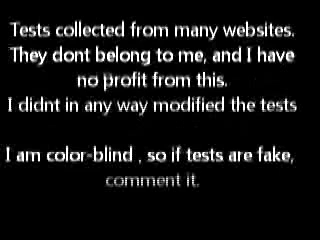 Tests collected from many websites.
They dont belong to me, and I have
no profit from this.
I didnt in any way modified the tests
I am color-blind , so if tests are fake,
comment it.